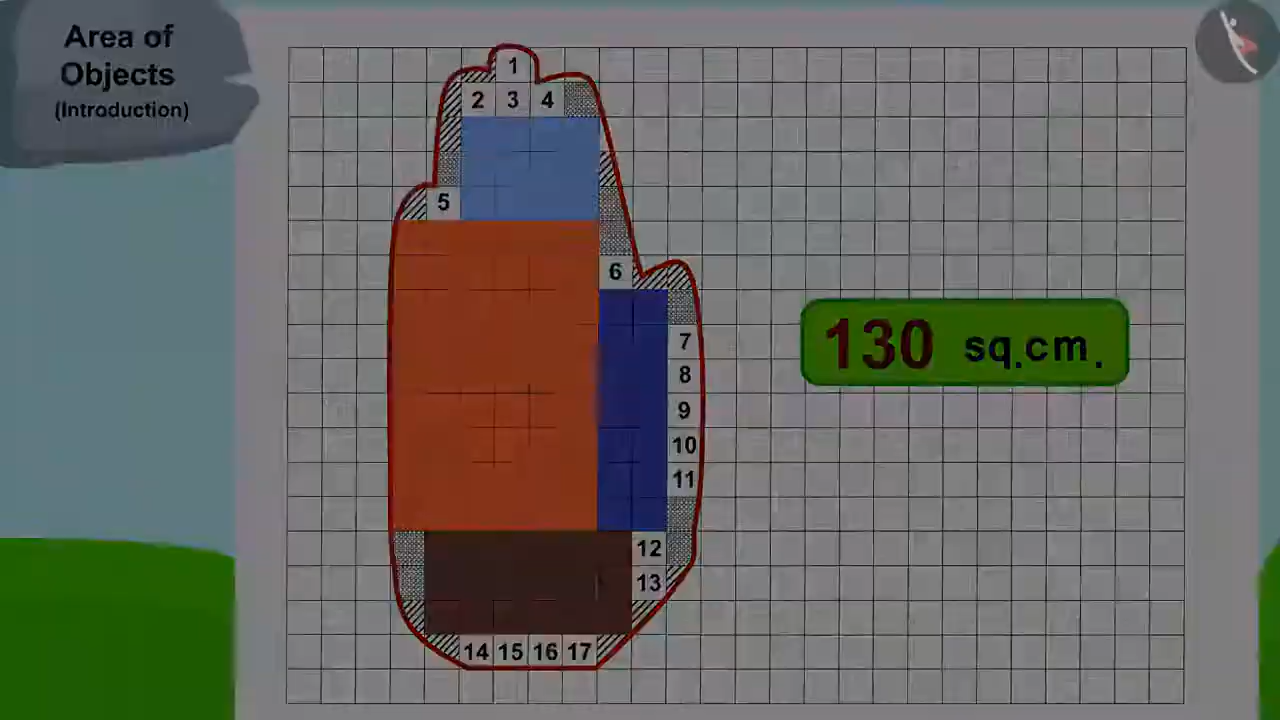 Area of
Objects
(Introduction)
1
2 3 4
5
6
7
8
9
10
11
12
13
14 15 16 17
130 sq.cm.